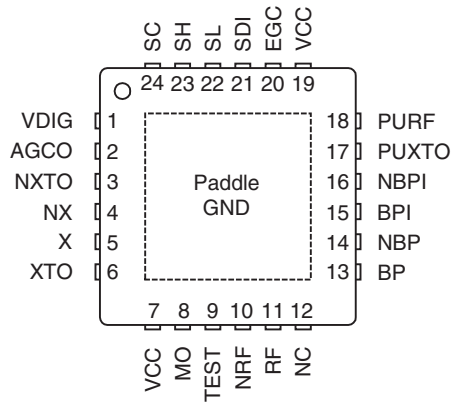 SC SH SL SDI EGC VCC
24 23 22 21 20 19
VDIG 1 18 PURF
AGCO 2 17 PUXTO
NXTO 3 16 NBPI
NX 4 15 BPI
X 5 14 NBP
XTO 6 13 BP
Paddle
GND
7 8 9 10 11 12
VCC MO TEST NRF RF NC